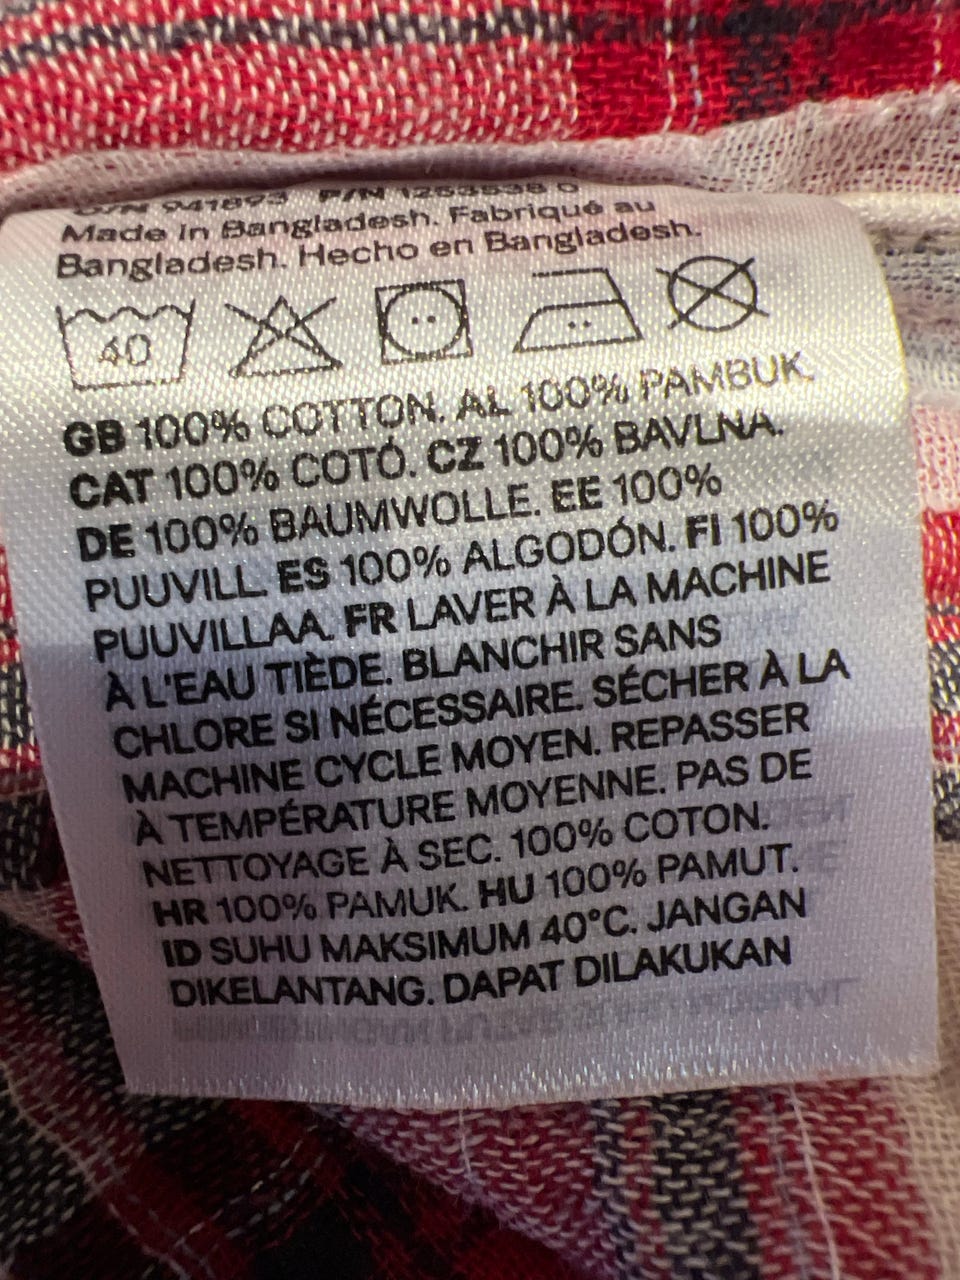 O/N 941893 P/N 1253538 0
Made in Bangladesh. Fabriqué au
Bangladesh. Hecho en Bangladesh.
40
GB 100% COTTON. AL 100% PAMBUK.
CAT 100% COTÓ. CZ 100% BAVLNA.
DE 100% BAUMWOLLE. EE 100%
PUUVILL. ES 100% ALGODÓN. FI 100%
PUUVILLAA. FR LAVER À LA MACHINE
À L'EAU TIÈDE. BLANCHIR SANS
CHLORE SI NÉCESSAIRE. SÉCHER À LA
MACHINE CYCLE MOYEN. REPASSER
À TEMPÉRATURE MOYENNE. PAS DE
NETTOYAGE À SEC. 100% COTON.
HR 100% PAMUK. HU 100% PAMUT.
ID SUHU MAKSIMUM 40°C. JANGAN
DIKELANTANG. DAPAT DILAKUKAN